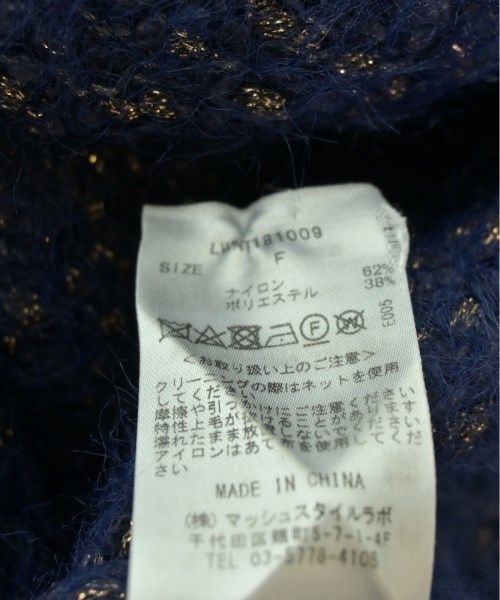 LWNT181009
SIZE F
ナイロン 62%
ポリエステル 38%
E005
<お取り扱い上のご注意>
クリーニングの際はネットを使用
してください
摩擦や引っかけにご注意ください
特性上毛が抜けることがあります
濡れたまま放置しないでください
アイロンはあて布を使用してくだ
さい
MADE IN CHINA
(株) マッシュスタイルラボ
千代田区麹町5-7-1-4F
TEL 03-5778-4105